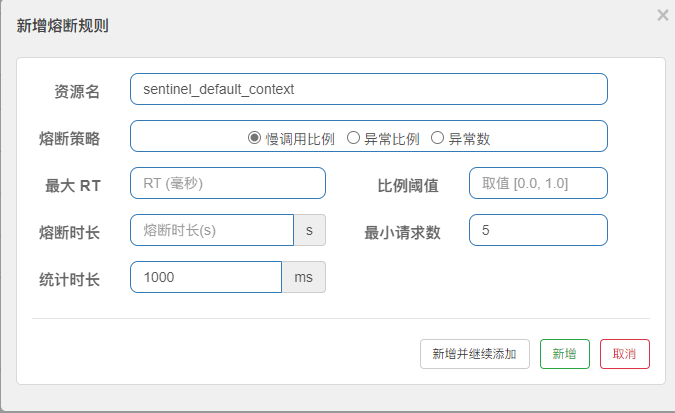 新增熔断规则
×
资源名 sentinel_default_context
熔断策略 慢调用比例 异常比例 异常数
最大 RT RT (毫秒) 比例阈值 取值 [0.0, 1.0]
熔断时长 熔断时长(s) s 最小请求数 5
统计时长 1000 ms
新增并继续添加 新增 取消